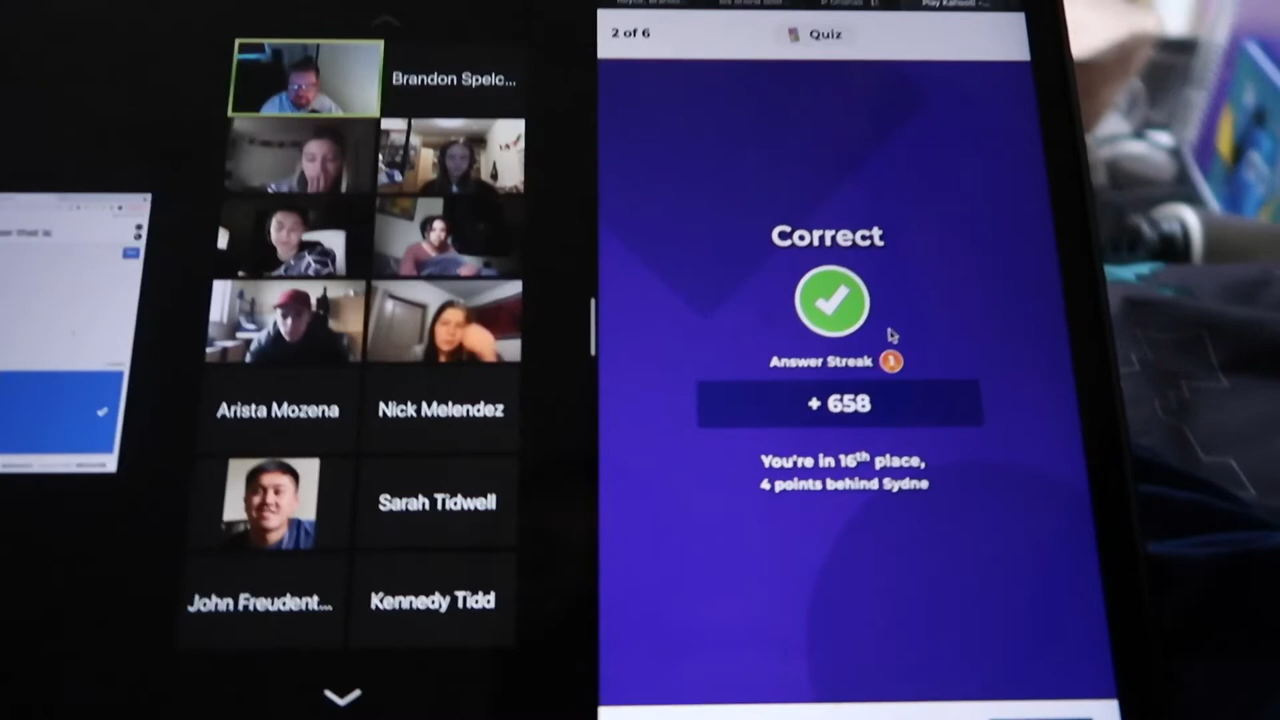 Brandon Spelc...
Arista Mozena
Nick Melendez
Sarah Tidwell
John Freudent...
Kennedy Tidd
2 of 6
Quiz
Correct
Answer Streak 1
+ 658
You're in 16th place,
4 points behind Sydne